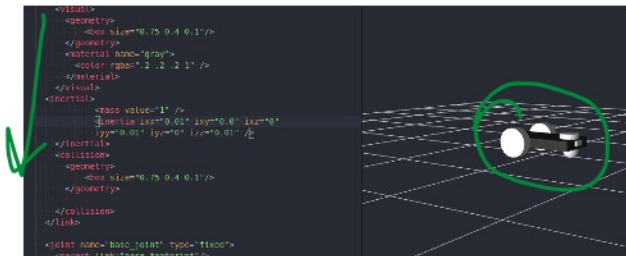 <visual>
<geometry>
<box size="0.75 0.4 0.1"/>
</geometry>
<material name="gray">
<color rgba=".2 .2 .2 1" />
</material>
</visual>
<inertial>
<mass value="1" />
<inertia ixx="0.01" ixy="0.0" ixz="0"
iyy="0.01" iyz="0" izz="0.01" />
</inertial>
<collision>
<geometry>
<box size="0.75 0.4 0.1"/>
</geometry>
</collision>
</link>
<joint name="base_joint" type="fixed">
<parent link="base_footprint"/>